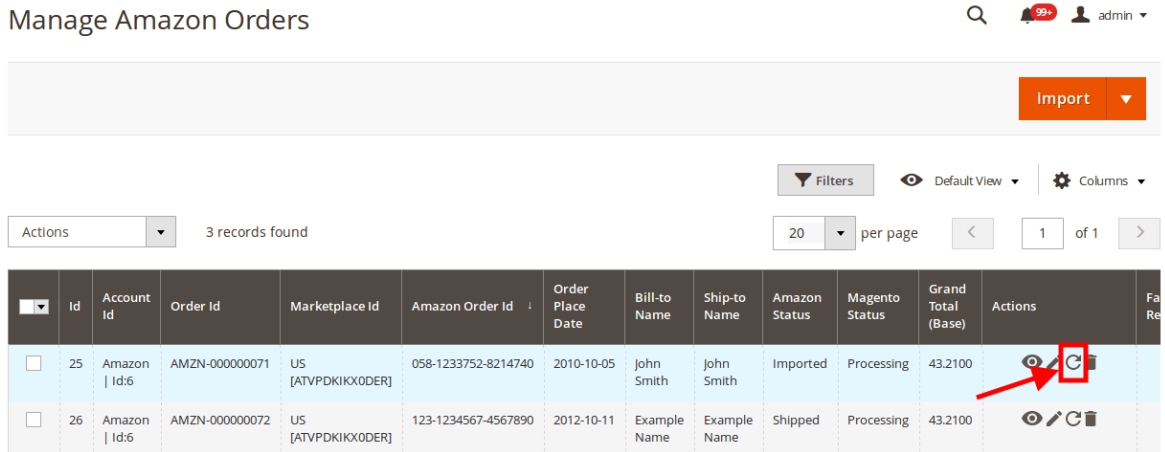 Manage Amazon Orders
99+ admin
Import
Filters Default View Columns
Actions 3 records found 20 per page 1 of 1
Id Account Id Order Id Marketplace Id Amazon Order Id Order Place Date Bill-to Name Ship-to Name Amazon Status Magento Status Grand Total (Base) Actions
25 Amazon | Id:6 AMZN-000000071 US [ATVPDKIKX0DER] 058-1233752-8214740 2010-10-05 John Smith John Smith Imported Processing 43.2100
26 Amazon | Id:6 AMZN-000000072 US [ATVPDKIKX0DER] 123-1234567-4567890 2012-10-11 Example Name Example Name Shipped Processing 43.2100